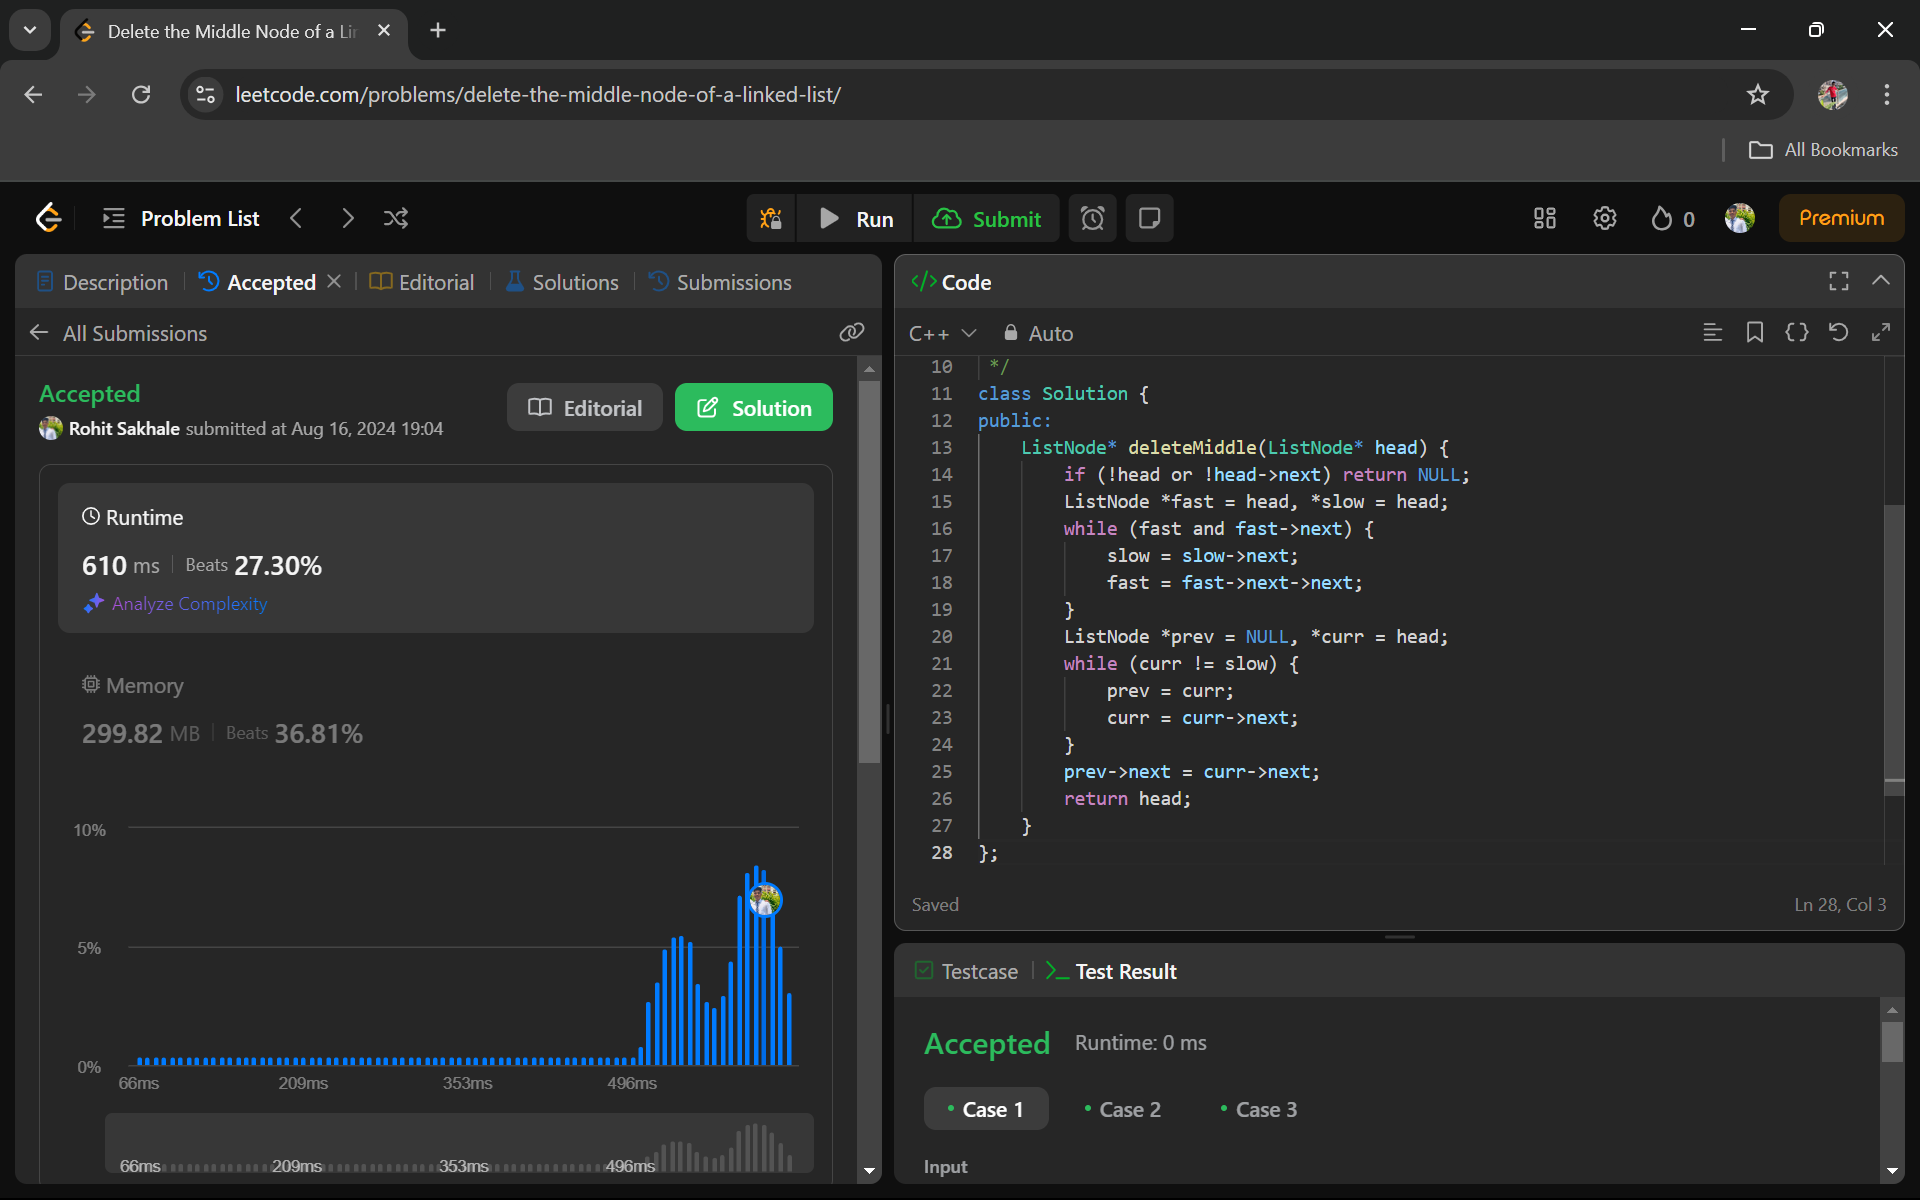 Delete the Middle Node of a Li
leetcode.com/problems/delete-the-middle-node-of-a-linked-list/
All Bookmarks
Problem List
Run
Submit
0
Premium
Description
Accepted
Editorial
Solutions
Submissions
All Submissions
Accepted
Rohit Sakhale submitted at Aug 16, 2024 19:04
Editorial
Solution
Runtime
610 ms
Beats 27.30%
Analyze Complexity
Memory
299.82 MB
Beats 36.81%
10%
5%
0%
66ms 209ms 353ms 496ms
66ms 209ms 353ms 496ms
</> Code
C++
Auto
10 */
11 class Solution {
12 public:
13 ListNode* deleteMiddle(ListNode* head) {
14 if (!head or !head->next) return NULL;
15 ListNode *fast = head, *slow = head;
16 while (fast and fast->next) {
17 slow = slow->next;
18 fast = fast->next->next;
19 }
20 ListNode *prev = NULL, *curr = head;
21 while (curr != slow) {
22 prev = curr;
23 curr = curr->next;
24 }
25 prev->next = curr->next;
26 return head;
27 }
28 };
Saved
Ln 28, Col 3
Testcase
Test Result
Accepted
Runtime: 0 ms
• Case 1
• Case 2
• Case 3
Input